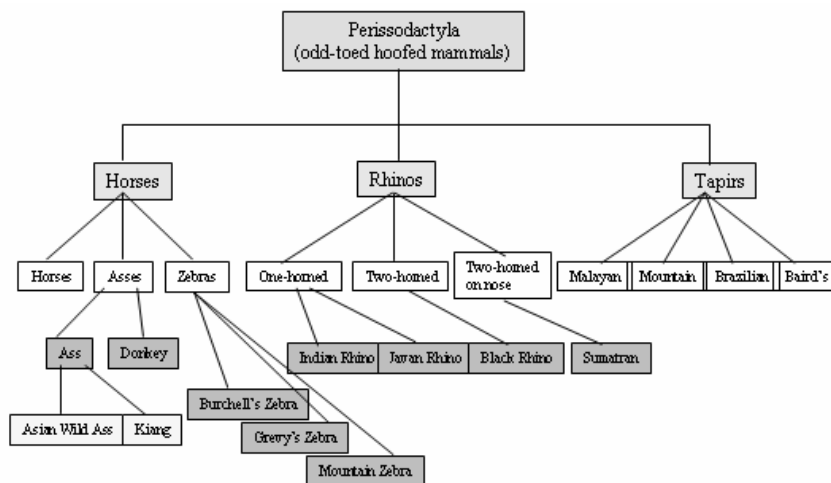 Perissodactyla
(odd-toed hoofed mammals)
Horses
Rhinos
Tapirs
Horses
Asses
Zebras
One-horned
Two-horned
Two-horned
on nose
Malayan
Mountain
Brazilian
Baird's
Ass
Donkey
Indian Rhino
Javan Rhino
Black Rhino
Sumatran
Burchell's Zebra
Asian Wild Ass
Kiang
Grevy's Zebra
Mountain Zebra